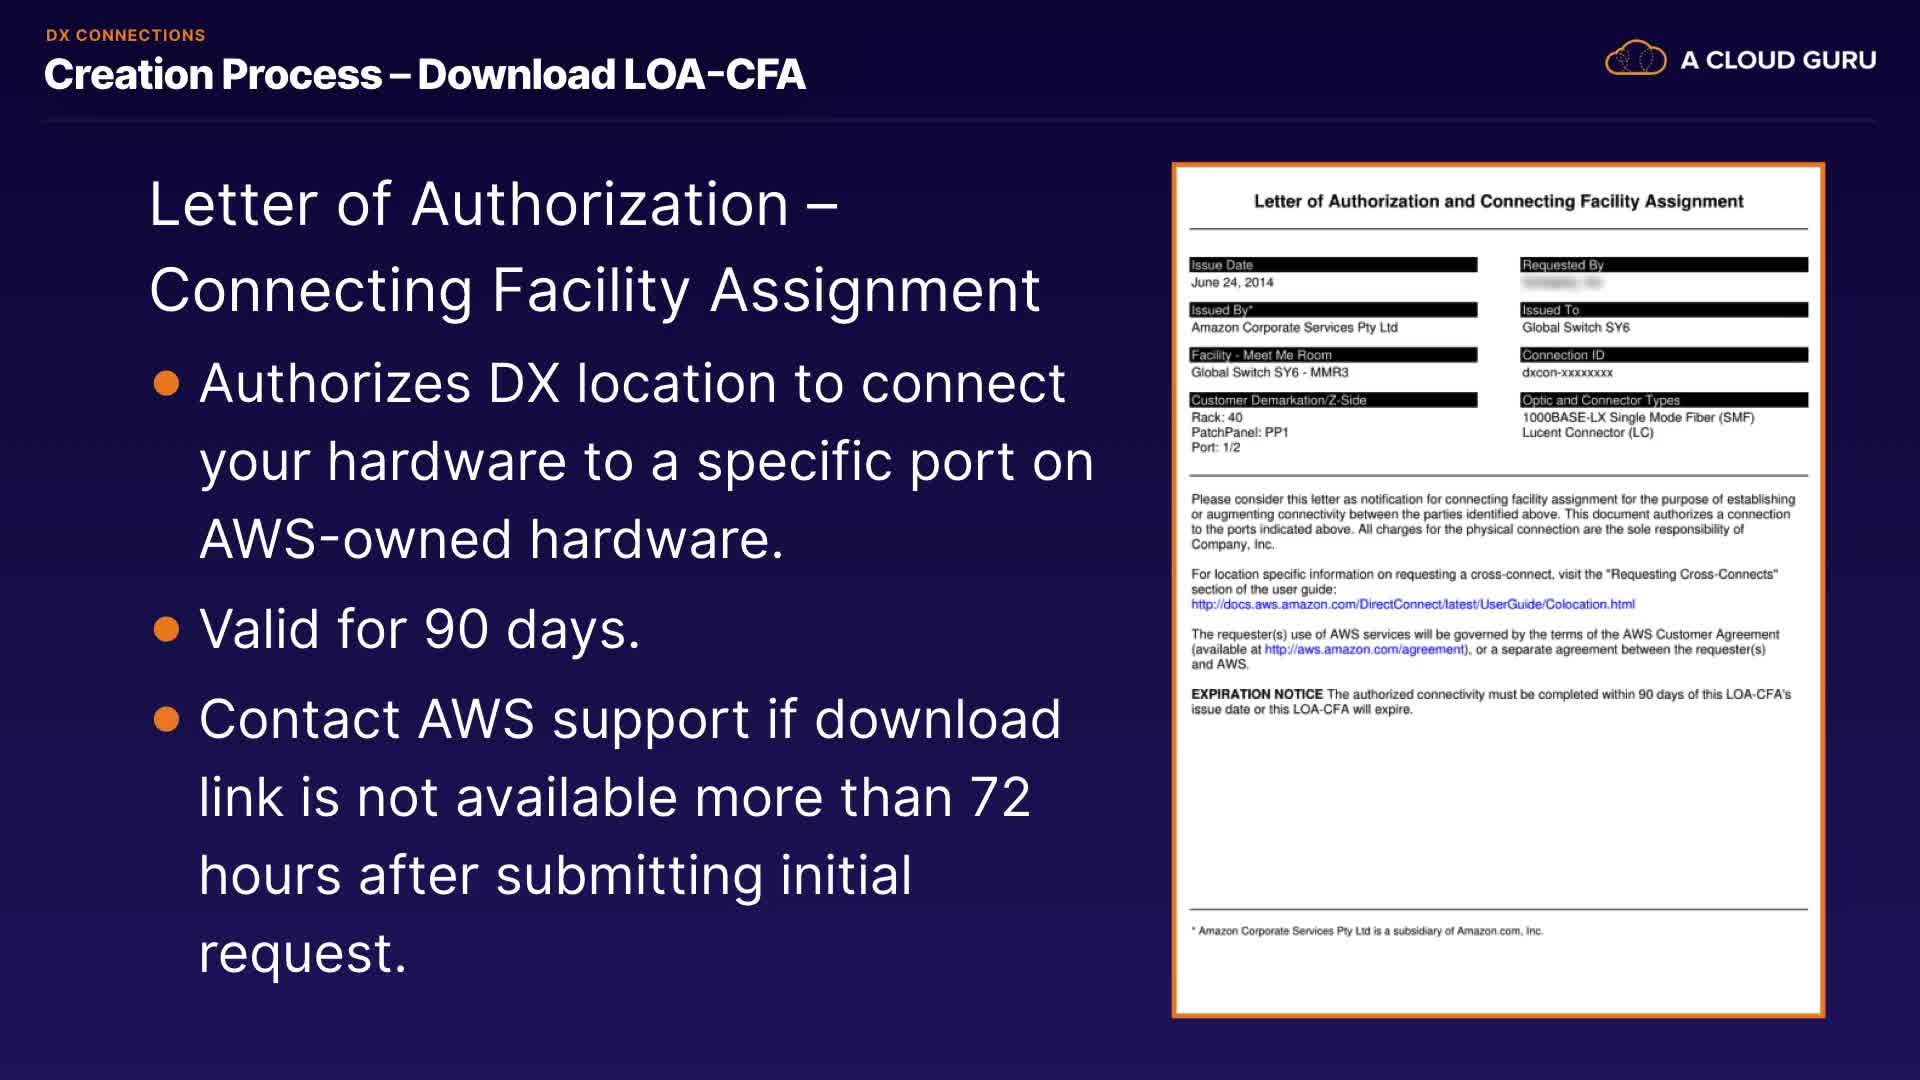 DX CONNECTIONS
Creation Process – Download LOA-CFA
A CLOUD GURU
Letter of Authorization –
Connecting Facility Assignment
Authorizes DX location to connect
your hardware to a specific port on
AWS-owned hardware.
Valid for 90 days.
Contact AWS support if download
link is not available more than 72
hours after submitting initial
request.
Letter of Authorization and Connecting Facility Assignment
Issue Date
June 24, 2014
Requested By
Issued By*
Amazon Corporate Services Pty Ltd
Issued To
Global Switch SY6
Facility - Meet Me Room
Global Switch SY6 - MMR3
Connection ID
dxcon-xxxxxxxx
Customer Demarkation/Z-Side
Rack: 40
PatchPanel: PP1
Port: 1/2
Optic and Connector Types
1000BASE-LX Single Mode Fiber (SMF)
Lucent Connector (LC)
Please consider this letter as notification for connecting facility assignment for the purpose of establishing
or augmenting connectivity between the parties identified above. This document authorizes a connection
to the ports indicated above. All charges for the physical connection are the sole responsibility of
Company, Inc.
For location specific information on requesting a cross-connect, visit the "Requesting Cross-Connects"
section of the user guide:
http://docs.aws.amazon.com/DirectConnect/latest/UserGuide/Colocation.html
The requester(s) use of AWS services will be governed by the terms of the AWS Customer Agreement
(available at http://aws.amazon.com/agreement), or a separate agreement between the requester(s)
and AWS.
EXPIRATION NOTICE The authorized connectivity must be completed within 90 days of this LOA-CFA's
issue date or this LOA-CFA will expire.
* Amazon Corporate Services Pty Ltd is a subsidiary of Amazon.com, Inc.